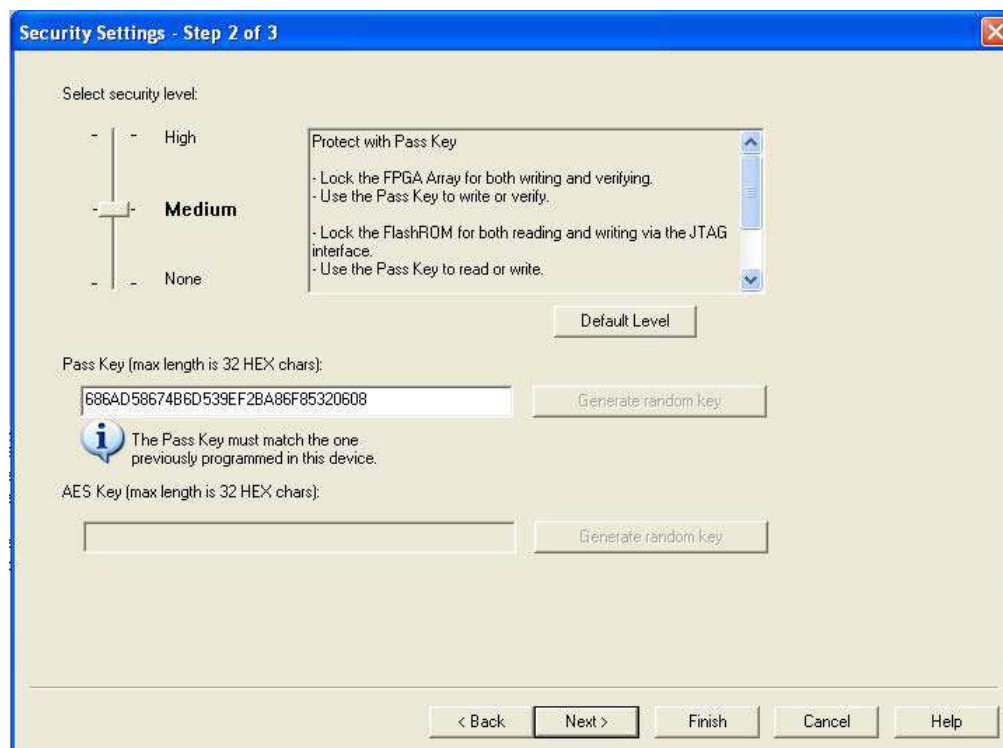 Security Settings - Step 2 of 3
Select security level:
High
Medium
None
Protect with Pass Key
- Lock the FPGA Array for both writing and verifying.
- Use the Pass Key to write or verify.
- Lock the FlashROM for both reading and writing via the JTAG
interface.
- Use the Pass Key to read or write.
Default Level
Pass Key (max length is 32 HEX chars):
686AD58674B6D539EF2BA86F85320608
Generate random key
The Pass Key must match the one
previously programmed in this device.
AES Key (max length is 32 HEX chars):
Generate random key
< Back
Next >
Finish
Cancel
Help